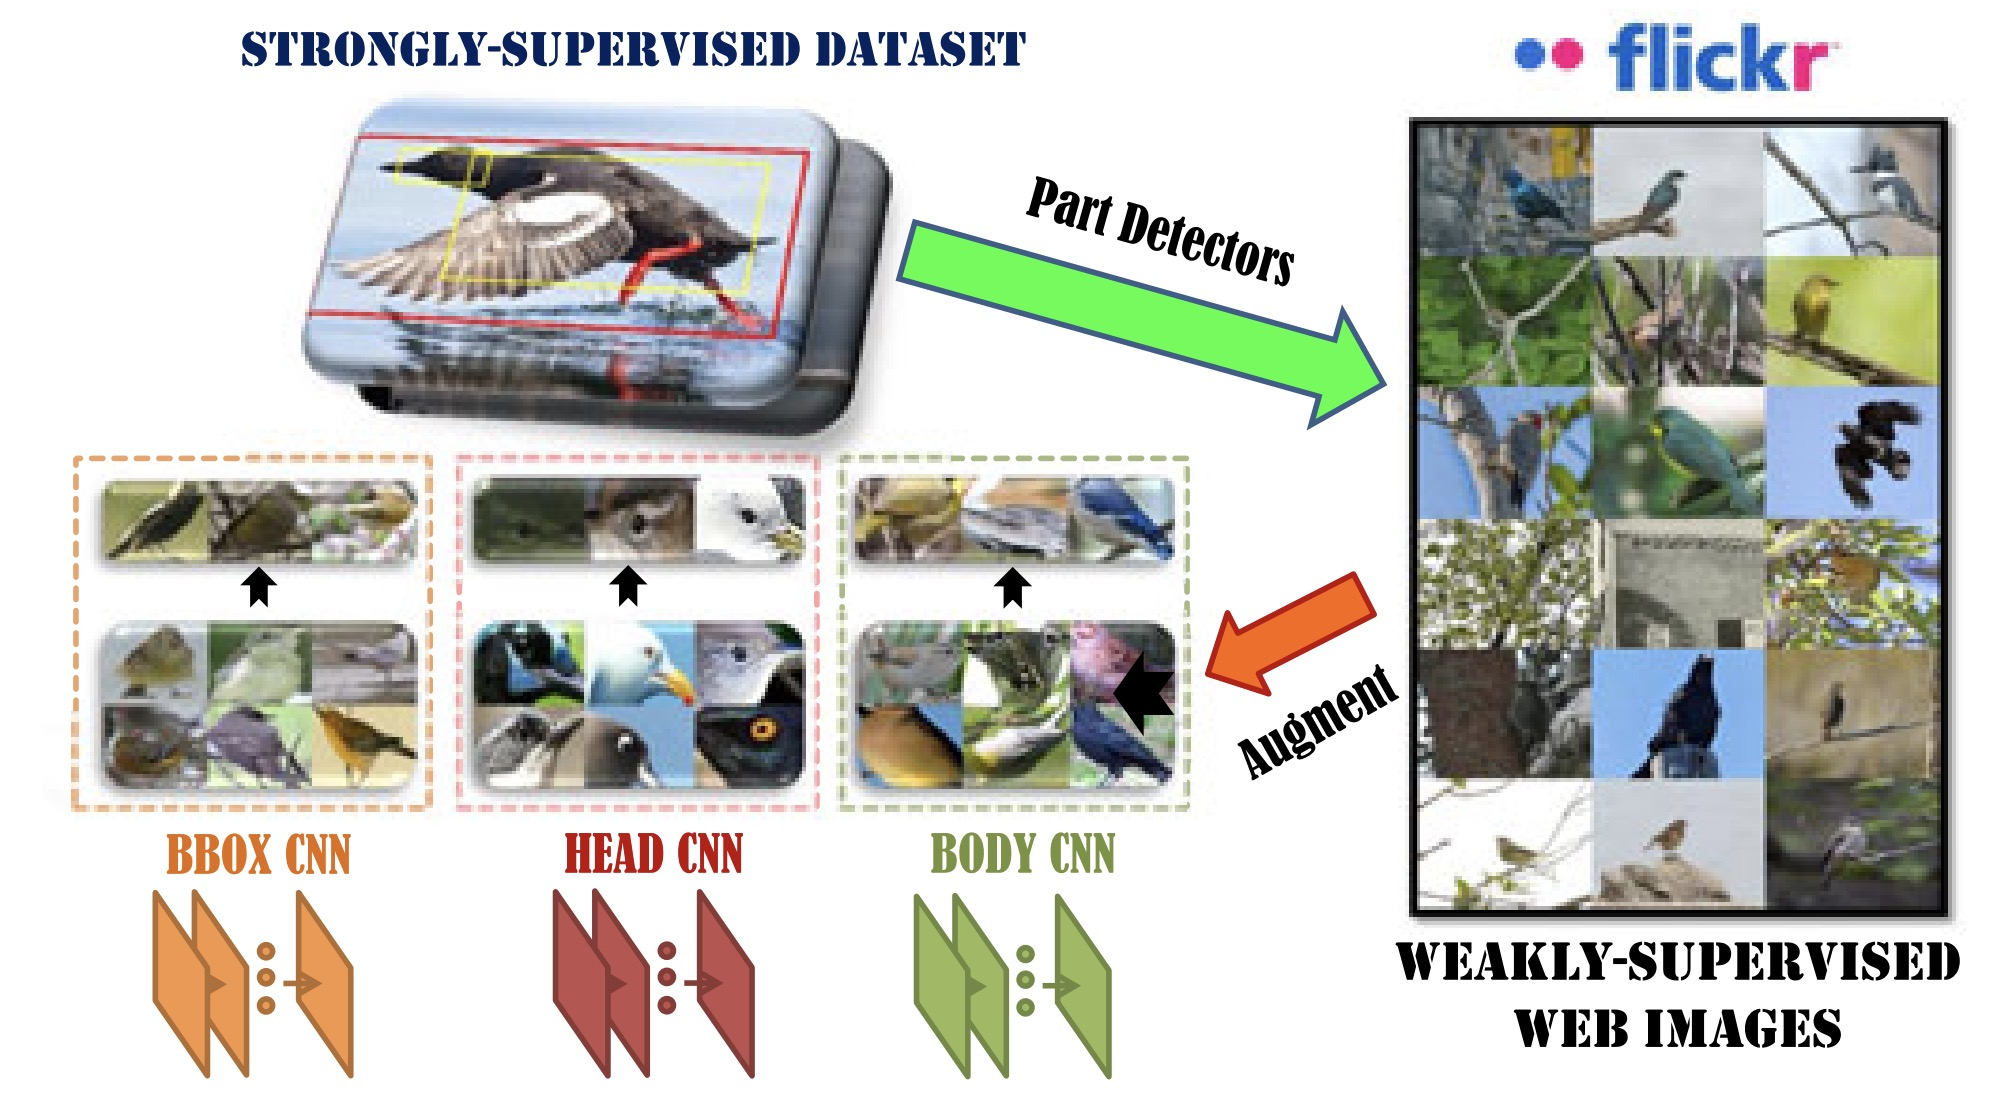 STRONGLY-SUPERVISED DATASET
flickr
Part Detectors
Augment
BBOX CNN
HEAD CNN
BODY CNN
WEAKLY-SUPERVISED
WEB IMAGES